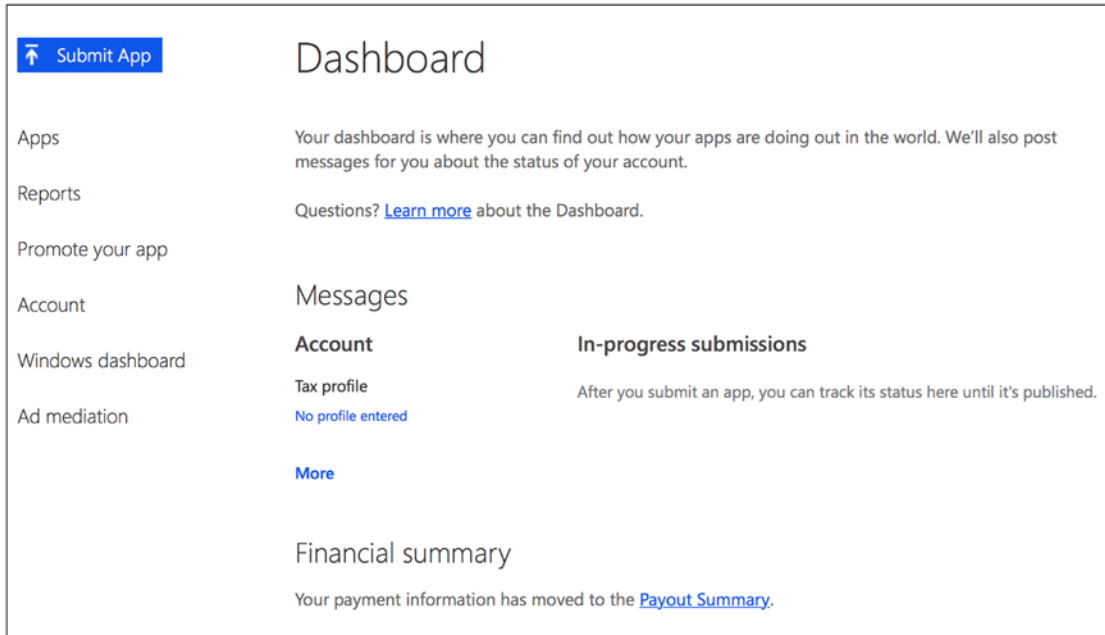 Submit App
Apps
Reports
Promote your app
Account
Windows dashboard
Ad mediation
Dashboard
Your dashboard is where you can find out how your apps are doing out in the world. We'll also post
messages for you about the status of your account.
Questions? Learn more about the Dashboard.
Messages
Account
Tax profile
No profile entered
More
In-progress submissions
After you submit an app, you can track its status here until it's published.
Financial summary
Your payment information has moved to the Payout Summary.